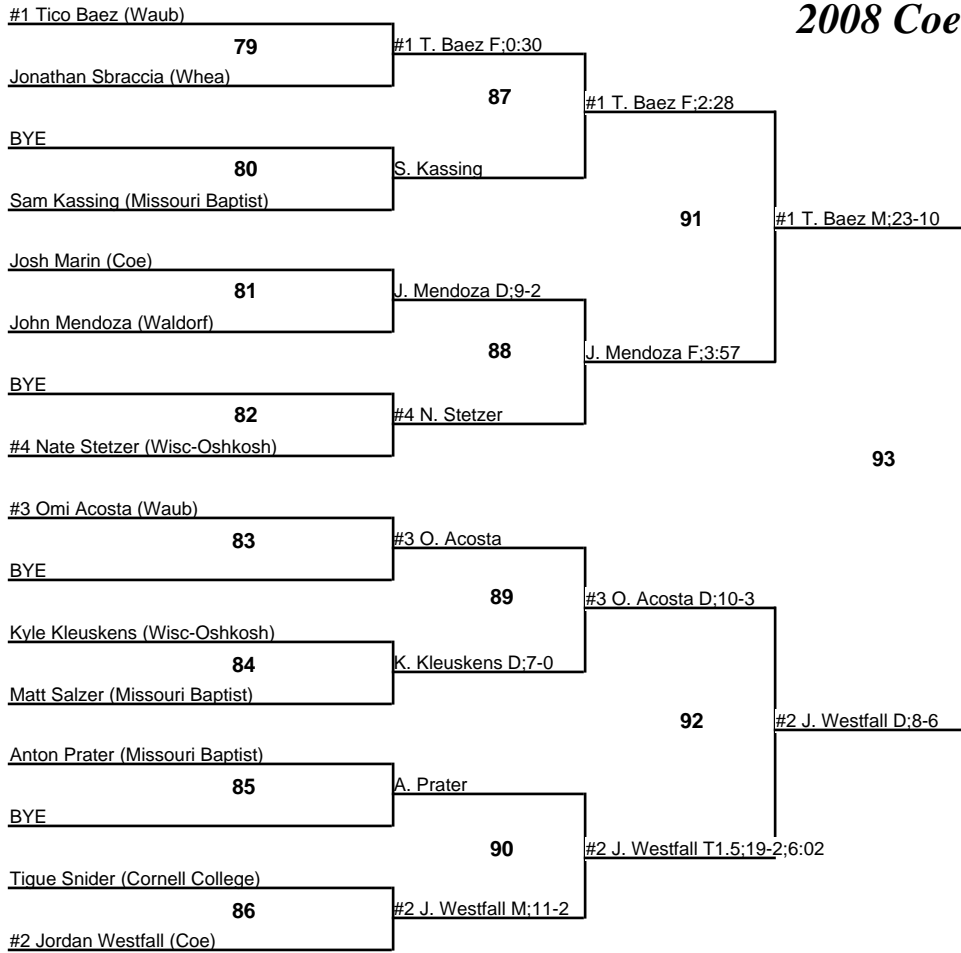 2008 Coe
#1 Tico Baez (Waub)
79
Jonathan Sbraccia (Whea)
#1 T. Baez F;0:30
87
BYE
80
Sam Kassing (Missouri Baptist)
S. Kassing
#1 T. Baez F;2:28
91
Josh Marin (Coe)
81
John Mendoza (Waldorf)
J. Mendoza D;9-2
88
BYE
82
#4 Nate Stetzer (Wisc-Oshkosh)
#4 N. Stetzer
J. Mendoza F;3:57
#1 T. Baez M;23-10
93
#3 Omi Acosta (Waub)
83
BYE
#3 O. Acosta
89
Kyle Kleuskens (Wisc-Oshkosh)
84
Matt Salzer (Missouri Baptist)
K. Kleuskens D;7-0
#3 O. Acosta D;10-3
92
Anton Prater (Missouri Baptist)
85
BYE
A. Prater
90
Tigue Snider (Cornell College)
86
#2 Jordan Westfall (Coe)
#2 J. Westfall M;11-2
#2 J. Westfall T1.5;19-2;6:02
#2 J. Westfall D;8-6